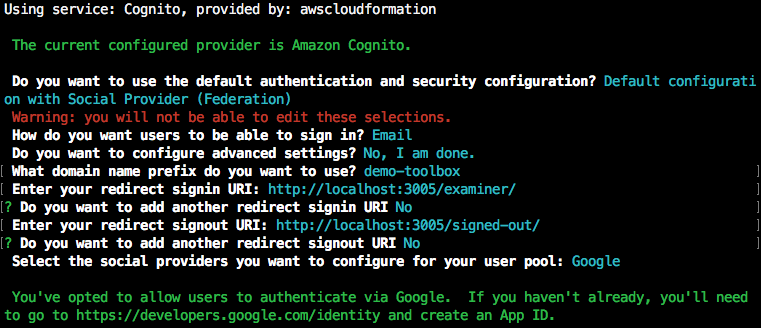 Using service: Cognito, provided by: awscloudformation
The current configured provider is Amazon Cognito.
Do you want to use the default authentication and security configuration? Default configurati
on with Social Provider (Federation)
Warning: you will not be able to edit these selections.
How do you want users to be able to sign in? Email
Do you want to configure advanced settings? No, I am done.
[ What domain name prefix do you want to use? demo-toolbox ]
[ Enter your redirect signin URI: http://localhost:3005/examiner/ ]
[? Do you want to add another redirect signin URI No ]
[ Enter your redirect signout URI: http://localhost:3005/signed-out/ ]
[? Do you want to add another redirect signout URI No ]
Select the social providers you want to configure for your user pool: Google
You've opted to allow users to authenticate via Google.  If you haven't already, you'll need
to go to https://developers.google.com/identity and create an App ID.